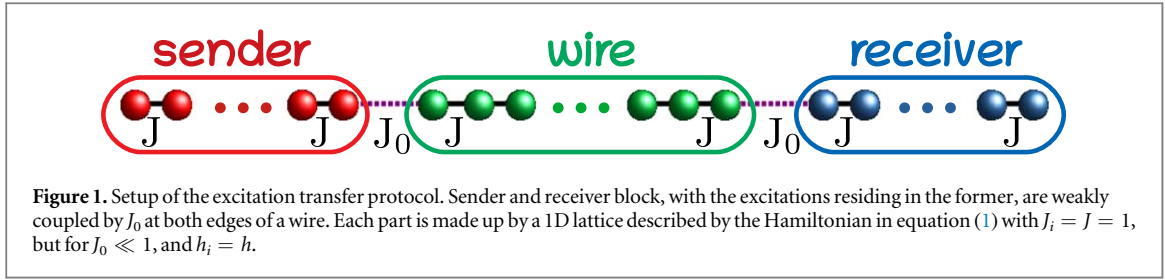 sender wire receiver
J J J₀ J J J₀ J J
Figure 1. Setup of the excitation transfer protocol. Sender and receiver block, with the excitations residing in the former, are weakly
coupled by J₀ at both edges of a wire. Each part is made up by a 1D lattice described by the Hamiltonian in equation (1) with Jᵢ = J = 1,
but for J₀ ≪ 1, and hᵢ = h.